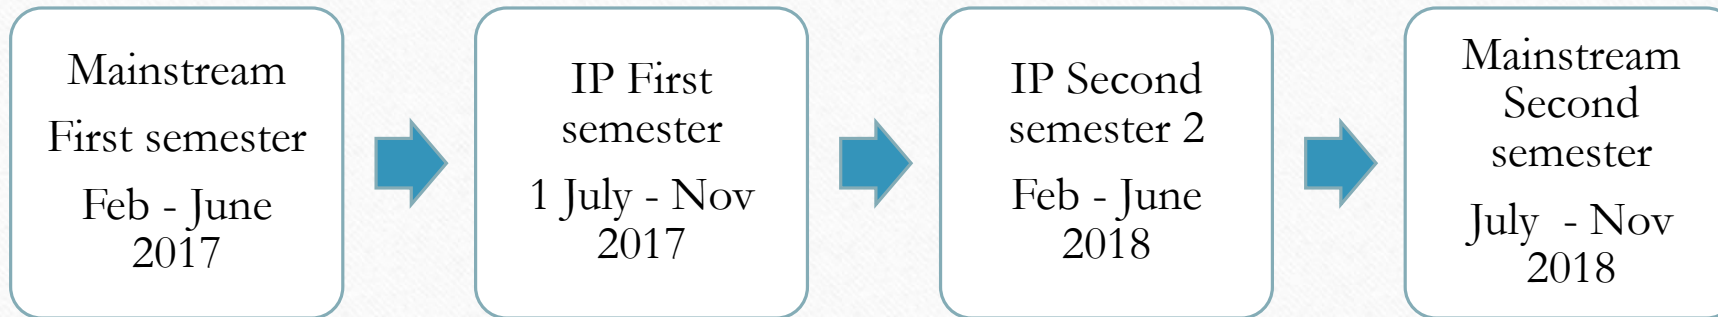 Mainstream
First semester
Feb - June
2017
IP First
semester
1 July - Nov
2017
IP Second
semester 2
Feb - June
2018
Mainstream
Second
semester
July - Nov
2018